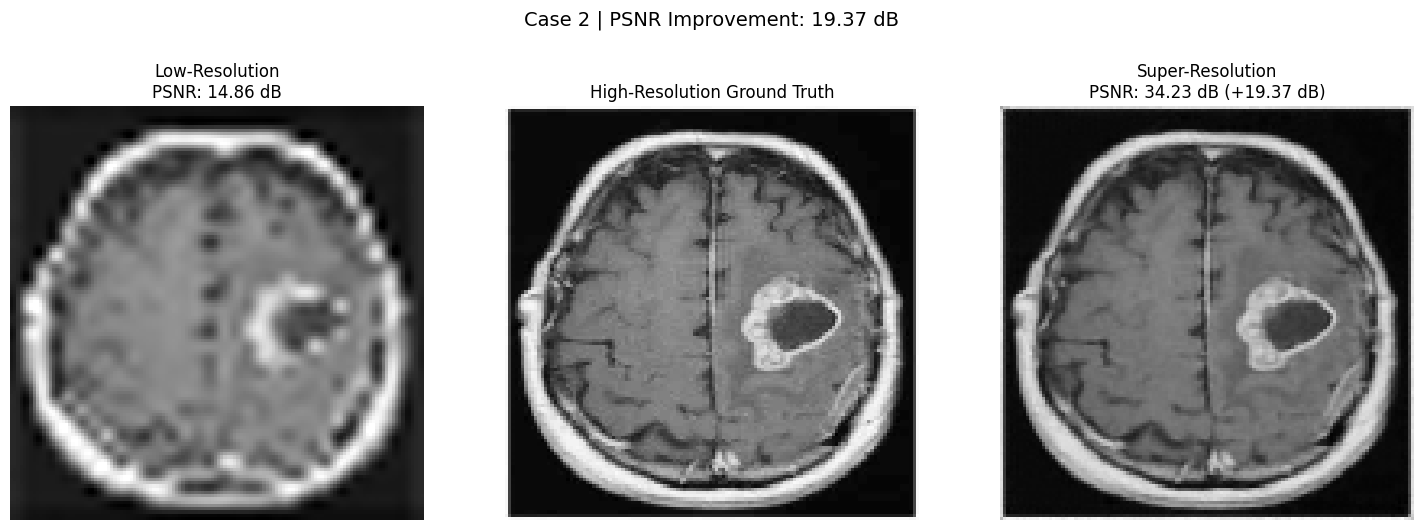 Case 2 | PSNR Improvement: 19.37 dB
Low-Resolution
PSNR: 14.86 dB
High-Resolution Ground Truth
Super-Resolution
PSNR: 34.23 dB (+19.37 dB)